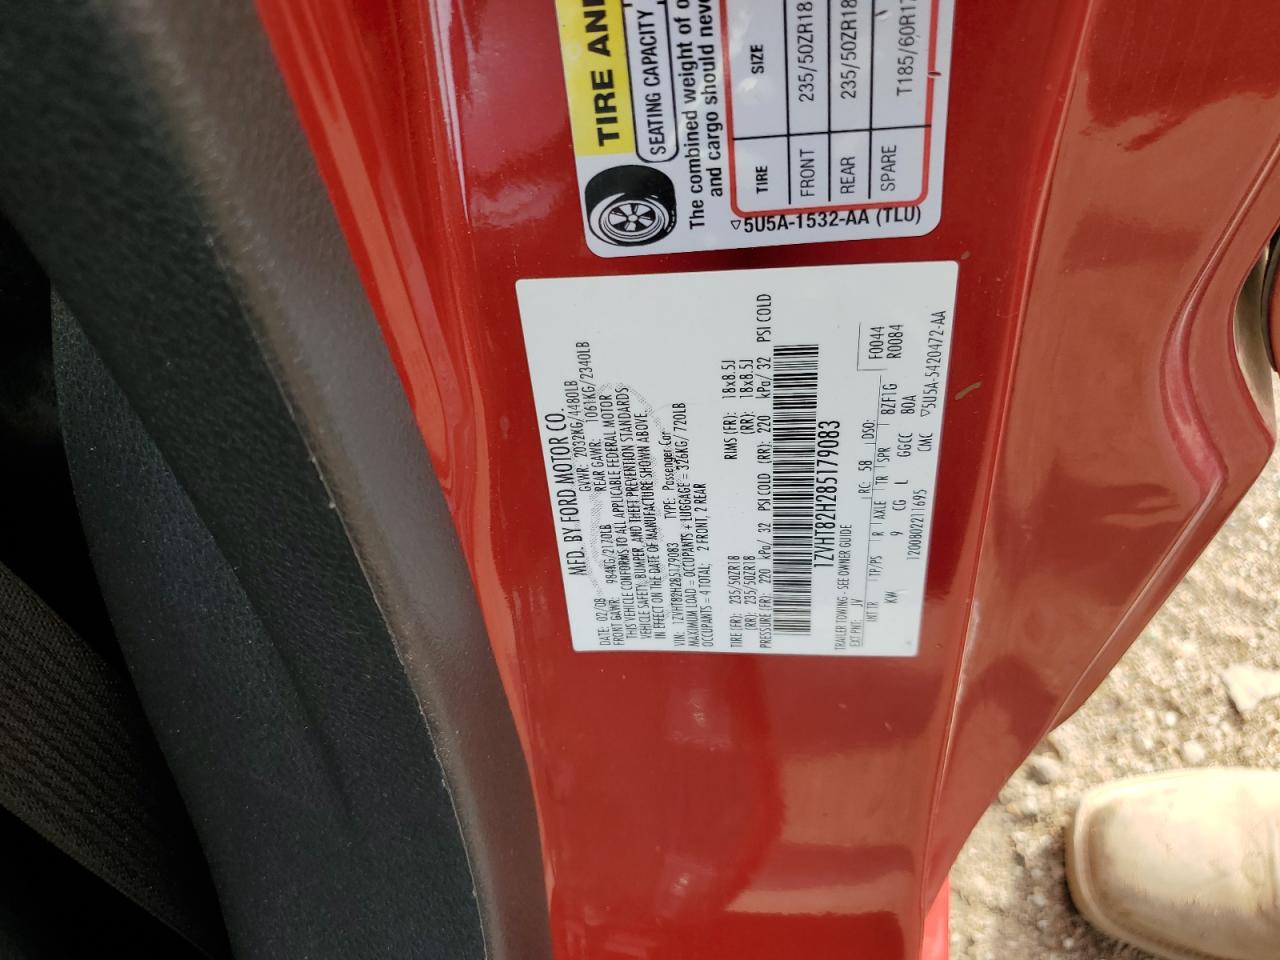 TIRE AND
SEATING CAPACITY
The combined weight of o
and cargo should neve
TIRE SIZE
FRONT 235/50ZR18
REAR 235/50ZR18
SPARE T185/60R17
▽5U5A-1532-AA (TLU)
MFD. BY FORD MOTOR CO.
DATE: 02/08 GVWR: 2032KG/4480LB
FRONT GAWR: 984KG/2170LB REAR GAWR: 1061KG/2340LB
THIS VEHICLE CONFORMS TO ALL APPLICABLE FEDERAL MOTOR
VEHICLE SAFETY, BUMPER, AND THEFT PREVENTION STANDARDS
IN EFFECT ON THE DATE OF MANUFACTURE SHOWN ABOVE.
VIN: 1ZVHT82H285179083 TYPE: Passenger Car
MAXIMUM LOAD = OCCUPANTS + LUGGAGE = 326KG/720LB
OCCUPANTS = 4 TOTAL; 2 FRONT, 2 REAR
TIRE (FR): 235/50ZR18 RIMS (FR): 18x8.5J
(RR): 235/50ZR18 (RR): 18x8.5J
PRESSURE (FR): 220 kPa/ 32 PSI COLD (RR): 220 kPa/ 32 PSI COLD
1ZVHT82H285179083
TRAILER TOWING - SEE OWNER GUIDE
EXT PNT: JV RC: 58 DSO: F0044
INT TR TP/PS R AXLE TR SPR BZF1G R0084
KW 9 CG L GGCC 80A
1200802211695 CMC ▽5U5A-5420472-AA